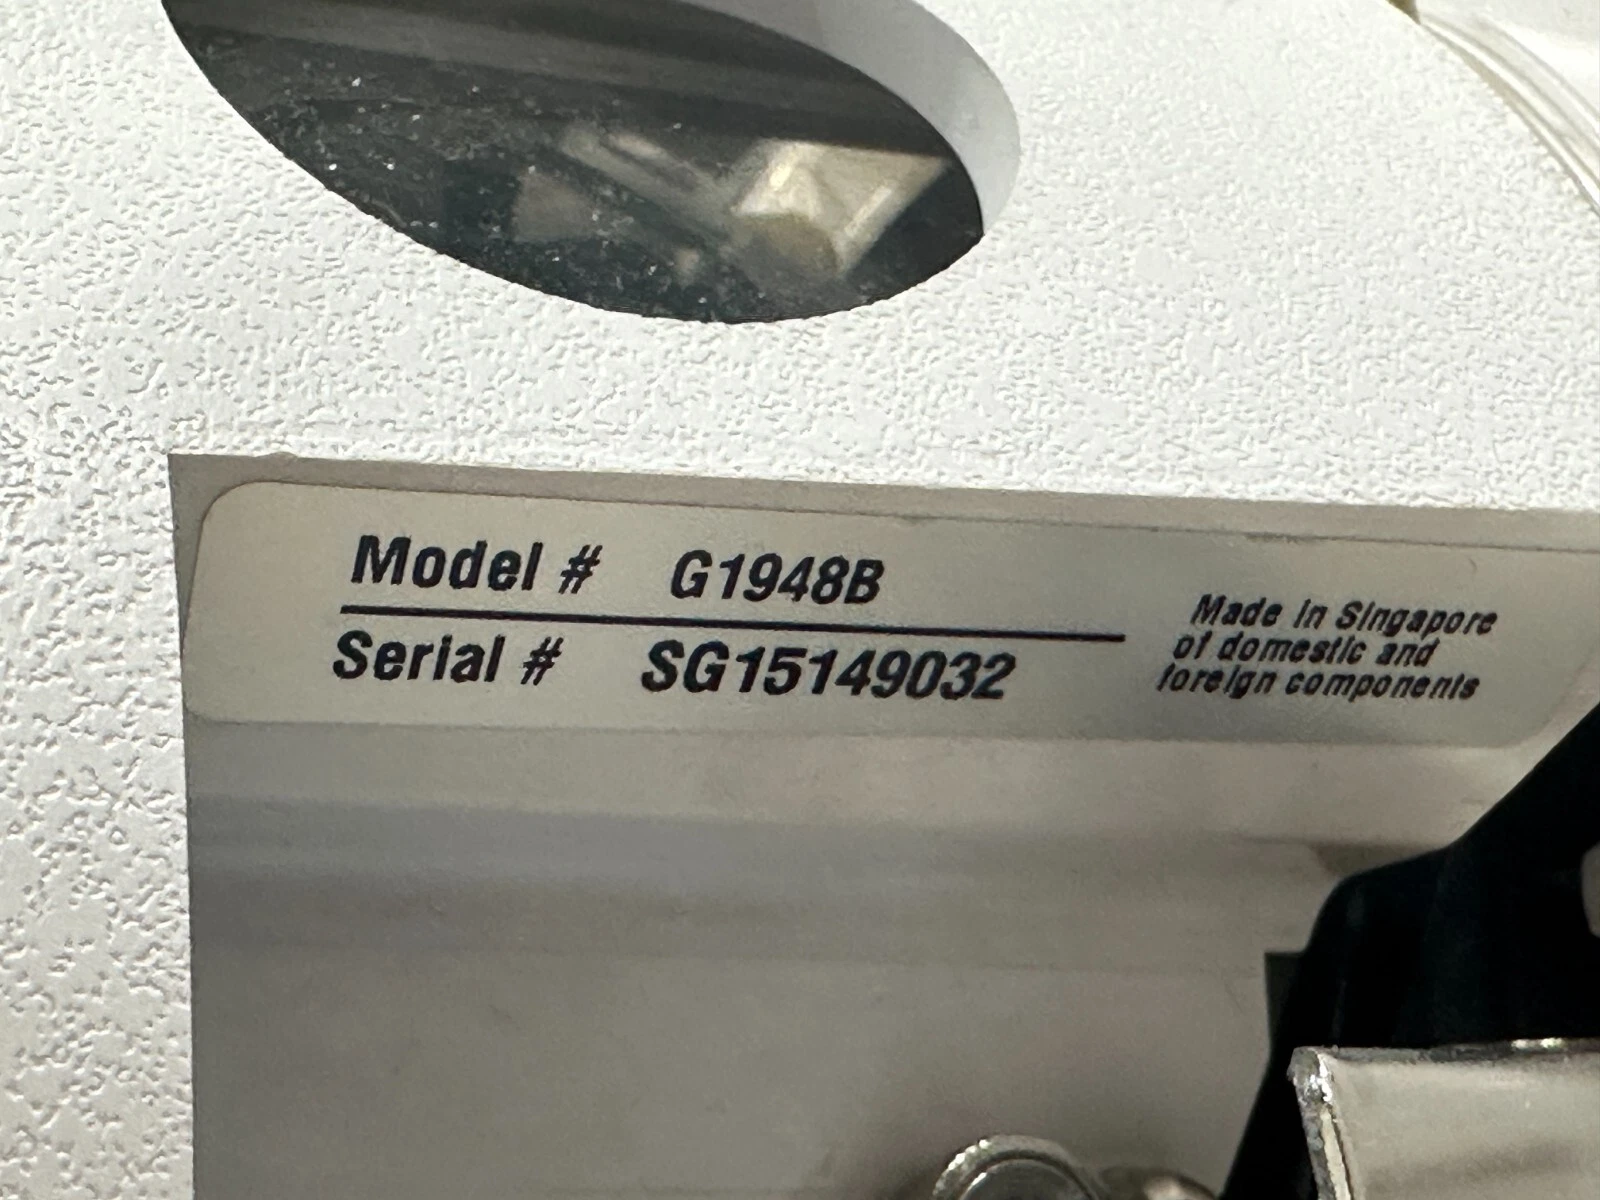 Model # G1948B
Serial # SG15149032
Made in Singapore
of domestic and
foreign components